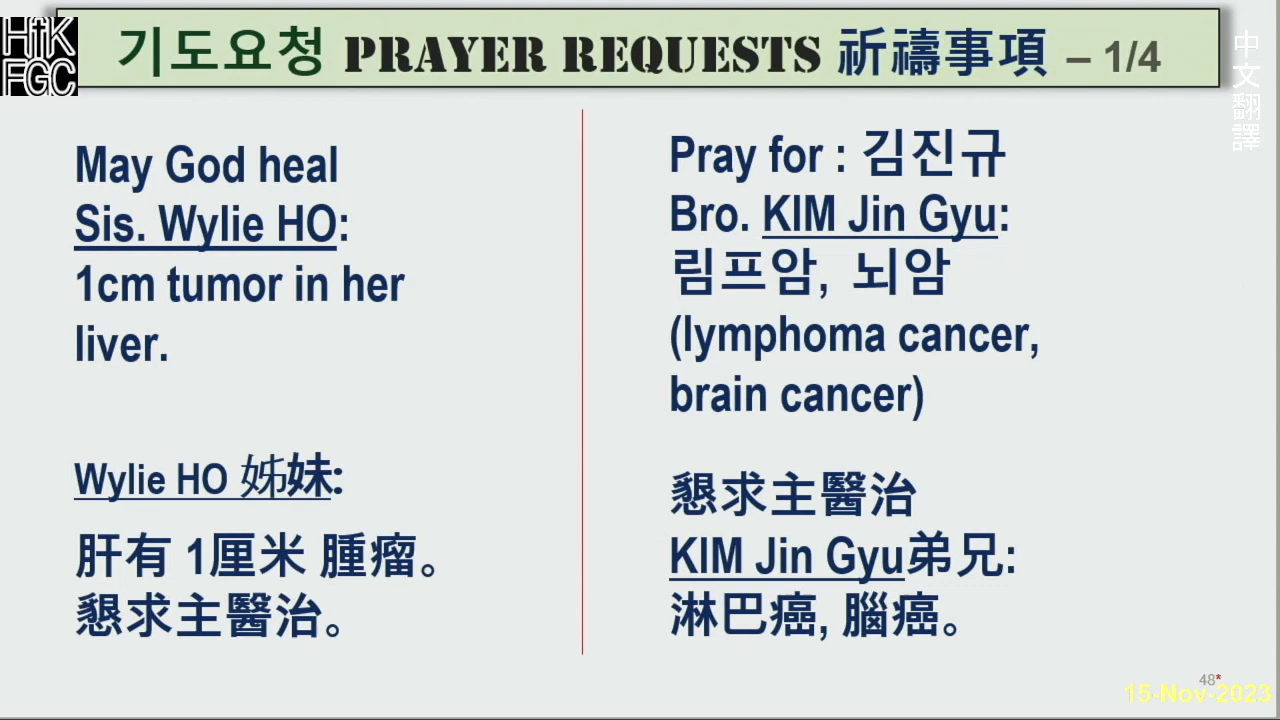 HfK
FGC
기도요청 PRAYER REQUESTS 祈禱事項 – 1/4
中文翻譯
May God heal
Sis. Wylie HO:
1cm tumor in her
liver.
Wylie HO 姊妹:
肝有 1厘米 腫瘤。
懇求主醫治。
Pray for : 김진규
Bro. KIM Jin Gyu:
림프암, 뇌암
(lymphoma cancer,
brain cancer)
懇求主醫治
KIM Jin Gyu弟兄:
淋巴癌, 腦癌。
48*
15-Nov-2023